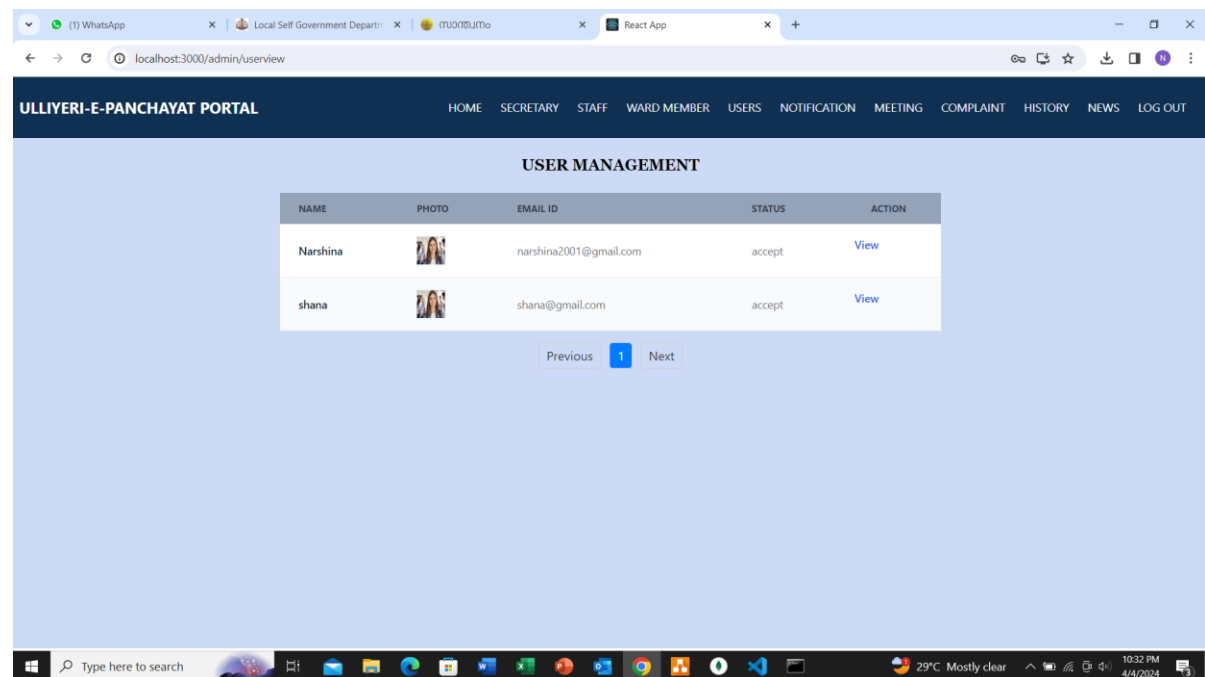 (1) WhatsApp
Local Self Government Departm
സ്ഥാപനം
React App
localhost:3000/admin/userview
N
ULLIYERI-E-PANCHAYAT PORTAL
HOME SECRETARY STAFF WARD MEMBER USERS NOTIFICATION MEETING COMPLAINT HISTORY NEWS LOG OUT
USER MANAGEMENT
NAME PHOTO EMAIL ID STATUS ACTION
Narshina narshina2001@gmail.com accept View
shana shana@gmail.com accept View
Previous 1 Next
Type here to search
29°C Mostly clear
10:32 PM
4/4/2024
3